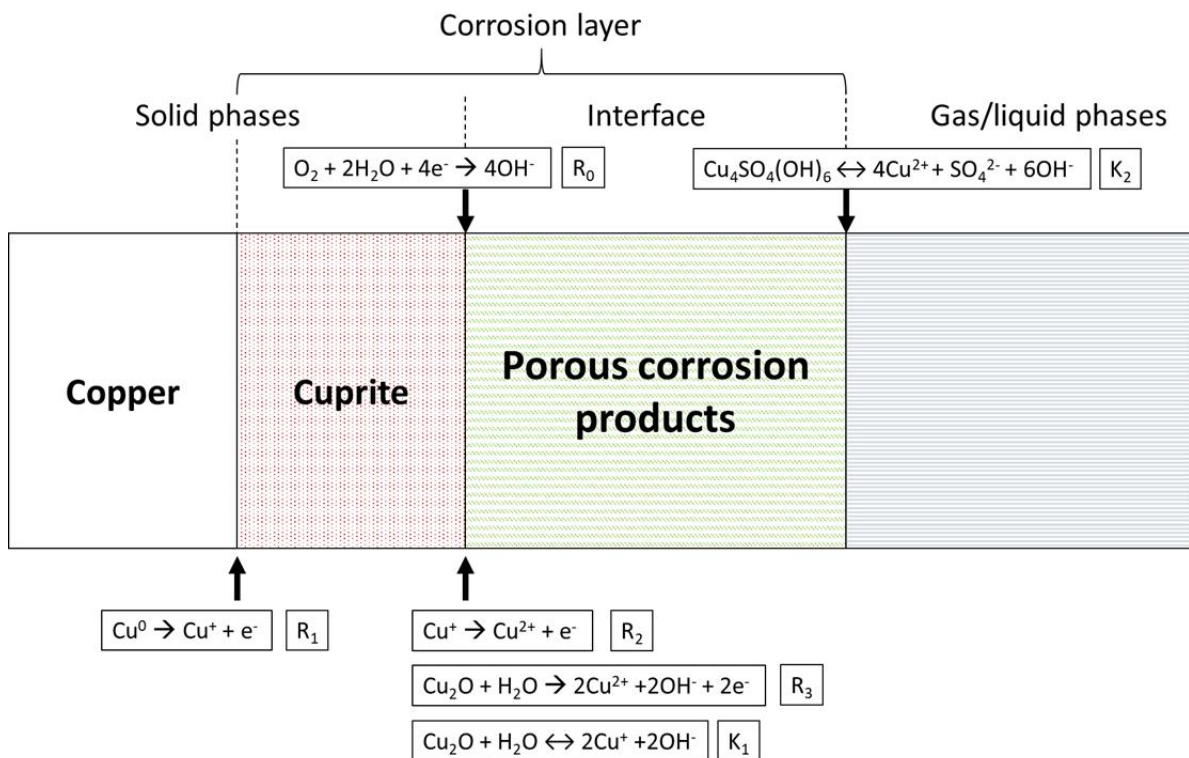 Corrosion layer
Solid phases
Interface
Gas/liquid phases
O₂ + 2H₂O + 4e⁻ → 4OH⁻ R₀
Cu₄SO₄(OH)₆ ↔ 4Cu²⁺ + SO₄²⁻ + 6OH⁻ K₂
Copper
Cuprite
Porous corrosion
products
Cu⁰ → Cu⁺ + e⁻ R₁
Cu⁺ → Cu²⁺ + e⁻ R₂
Cu₂O + H₂O → 2Cu²⁺ +2OH⁻ + 2e⁻ R₃
Cu₂O + H₂O ↔ 2Cu⁺ +2OH⁻ K₁